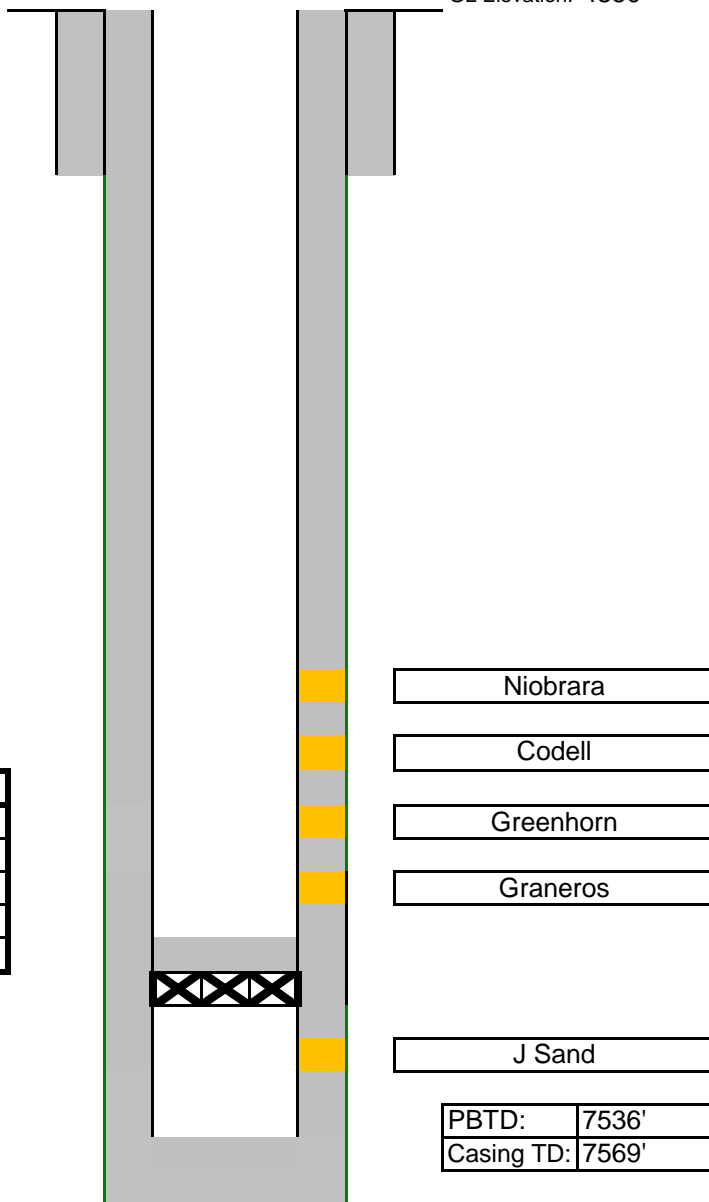 Niobrara
Codell
Greenhorn
Graneros
J Sand
PBTD: 7536'
Casing TD: 7569'